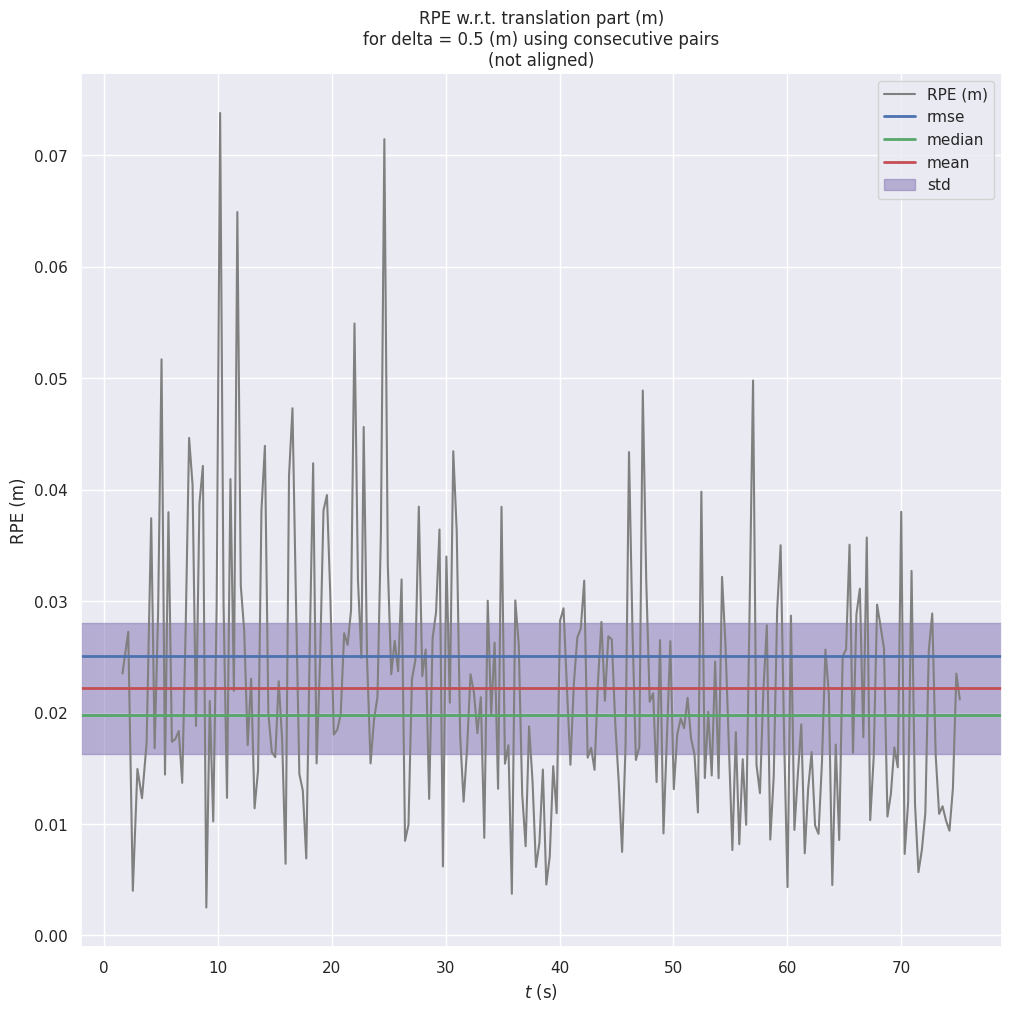 RPE w.r.t. translation part (m)
for delta = 0.5 (m) using consecutive pairs
(not aligned)
RPE (m)
rmse
median
mean
std
0.07
0.06
0.05
0.04
0.03
0.02
0.01
0.00
RPE (m)
0
10
20
30
40
50
60
70
t (s)